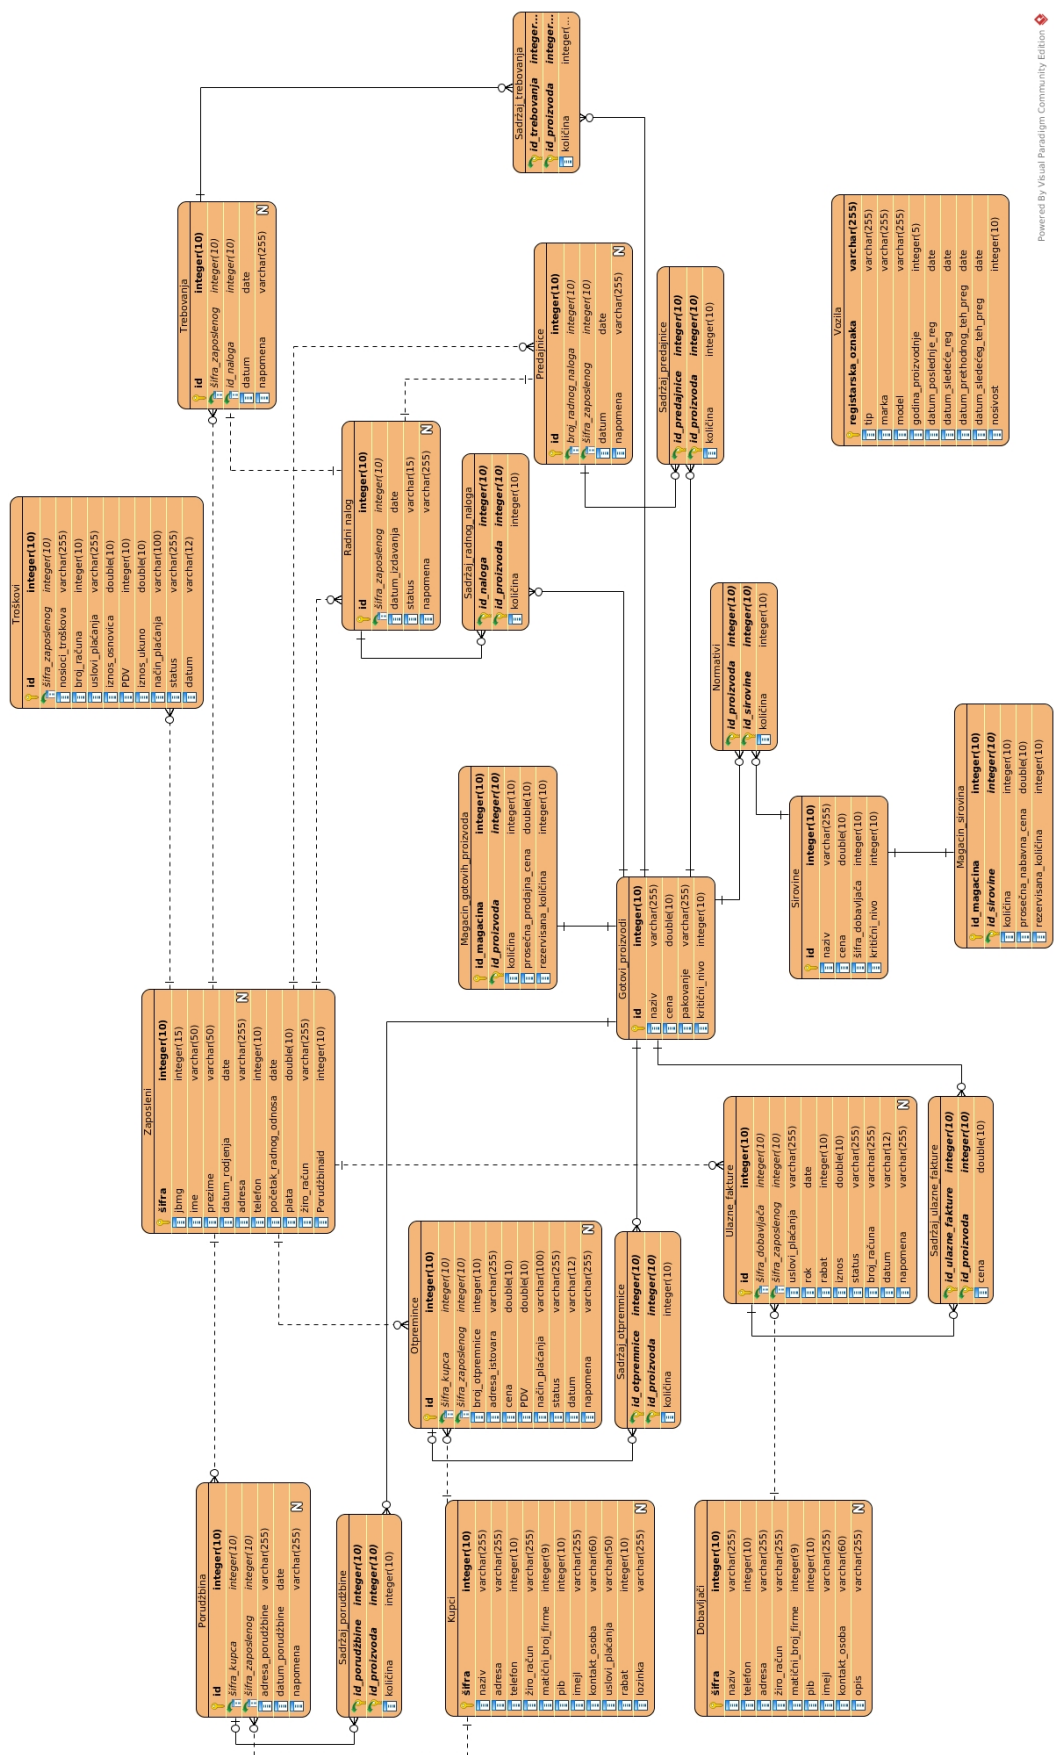 Troškovi
id integer(10)
šifra_zaposlenog integer(10)
nosioci_troškova varchar(255)
broj_računa integer(10)
uslovi_plaćanja varchar(255)
iznos_osnovica double(10)
PDV integer(10)
iznos_ukuno double(10)
način_plaćanja varchar(100)
status varchar(255)
datum varchar(12)
Zaposleni
šifra integer(10)
jbmg integer(15)
ime varchar(50)
prezime varchar(50)
datum_rodjenja date
adresa varchar(255)
telefon integer(10)
početak_radnog_odnosa date
plata double(10)
žiro_račun varchar(255)
Porudžbinaid integer(10)
Trebovanja
id integer(10)
šifra_zaposlenog integer(10)
id_naloga integer(10)
datum date
napomena varchar(255)
Porudžbina
id integer(10)
šifra_kupca integer(10)
šifra_zaposlenog integer(10)
adresa_porudžbine varchar(255)
datum_porudžbine date
napomena varchar(255)
Sadržaj_porudžbine
id_porudžbine integer(10)
id_proizvoda integer(10)
količina integer(10)
Radni nalog
id integer(10)
šifra_zaposlenog integer(10)
datum_izdavanja date
status varchar(15)
napomena varchar(255)
Otpremince
id integer(10)
šifra_kupca integer(10)
šifra_zaposlenog integer(10)
broj_otpremnice integer(10)
adresa_istovara varchar(255)
cena double(10)
PDV double(10)
način_plaćanja varchar(100)
status varchar(255)
datum varchar(12)
napomena varchar(255)
Kupci
šifra integer(10)
naziv varchar(255)
adresa varchar(255)
telefon integer(10)
žiro_račun varchar(255)
matični_broj_firme integer(9)
pib integer(10)
imejl varchar(255)
kontakt_osoba varchar(60)
uslovi_plaćanja varchar(50)
rabat integer(10)
lozinka varchar(255)
Magacin_gotovih_proizvoda
id_magacina integer(10)
id_proizvoda integer(10)
količina integer(10)
prosečna_prodajna_cena double(10)
rezervisana_količina integer(10)
Sadržaj_radnog_naloga
id_naloga integer(10)
id_proizvoda integer(10)
količina integer(10)
Sadržaj_trebovanja
id_trebovanja integer...
id_proizvoda integer...
količina integer(...
Predajnice
id integer(10)
broj_radnog_naloga integer(10)
šifra_zaposlenog integer(10)
datum date
napomena varchar(255)
Sadržaj_otpremnice
id_otpremnice integer(10)
id_proizvoda integer(10)
količina integer(10)
Gotovi_proizvodi
id integer(10)
naziv varchar(255)
cena double(10)
pakovanje varchar(255)
kritični_nivo integer(10)
Sadržaj_predajnice
id_predajnice integer(10)
id_proizvoda integer(10)
količina integer(10)
Dobavljači
šifra integer(10)
naziv varchar(255)
telefon integer(10)
adresa varchar(255)
žiro_račun varchar(255)
matični_broj_firme integer(9)
pib integer(10)
imejl varchar(255)
kontakt_osoba varchar(60)
opis varchar(255)
Ulazne_fakture
id integer(10)
šifra_dobavljača integer(10)
šifra_zaposlenog integer(10)
uslovi_plaćanja varchar(255)
rok date
rabat integer(10)
iznos double(10)
status varchar(255)
broj_računa varchar(255)
datum varchar(12)
napomena varchar(255)
Normativi
id_proizvoda integer(10)
id_sirovine integer(10)
količina integer(10)
Sirovine
id integer(10)
naziv varchar(255)
cena double(10)
šifra_dobavljača integer(10)
kritični_nivo integer(10)
Vozila
registarska_oznaka varchar(255)
tip varchar(255)
marka varchar(255)
model varchar(255)
godina_proizvodnje integer(5)
datum_poslednje_reg date
datum_sledeće_reg date
datum_prethodnog_teh_preg date
datum_sledećeg_teh_preg date
nosivost integer(10)
Sadržaj_ulazne_fakture
id_ulazne_fakture integer(10)
id_proizvoda integer(10)
cena double(10)
Magacin_sirovina
id_magacina integer(10)
id_sirovine integer(10)
količina integer(10)
prosečna_nabavna_cena double(10)
rezervisana_količina integer(10)
Powered By Visual Paradigm Community Edition